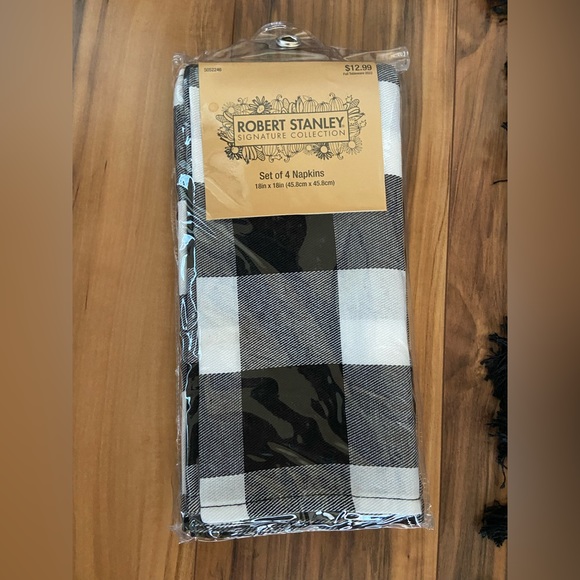 $12.99
ROBERT STANLEY
SIGNATURE COLLECTION
Set of 4 Napkins
18in x 18in (45.8cm x 45.8cm)